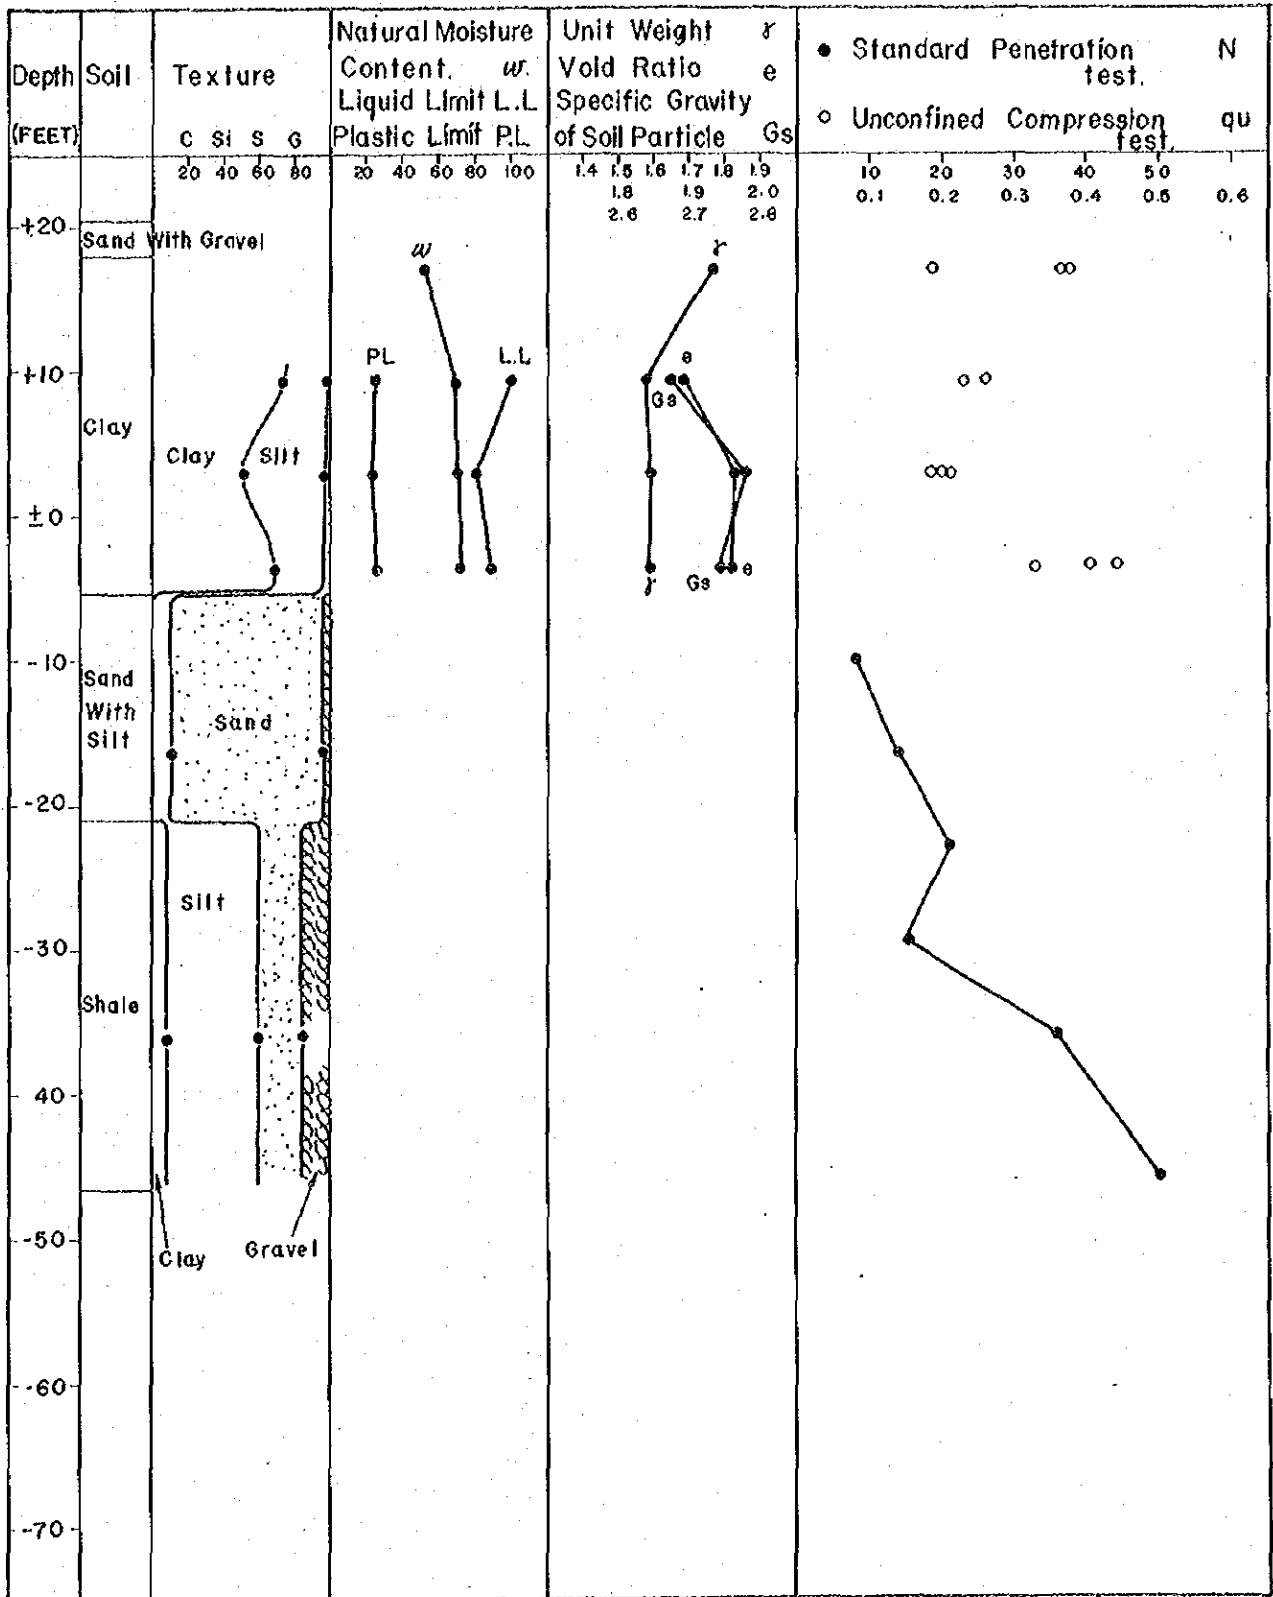 Depth
(FEET)
Soil
Texture
C Si S G
20 40 60 80
Natural Moisture
Content. w.
Liquid Limit L.L
Plastic Limit P.L.
20 40 60 80 100
Unit Weight γ
Void Ratio e
Specific Gravity
of Soil Particle Gs
1.4 1.5 1.6 1.7 1.8 1.9
1.8 1.9 2.0
2.6 2.7 2.8
● Standard Penetration N
test.
○ Unconfined Compression qu
test.
10 20 30 40 50
0.1 0.2 0.3 0.4 0.5 0.6
+20
Sand With Gravel
w
γ
PL
L.L
e
+10
Gs
Clay
Clay
Silt
±0
γ
Gs
e
-10
Sand
With
Silt
Sand
-20
Silt
-30
Shale
40
-50
Clay
Gravel
-60
-70